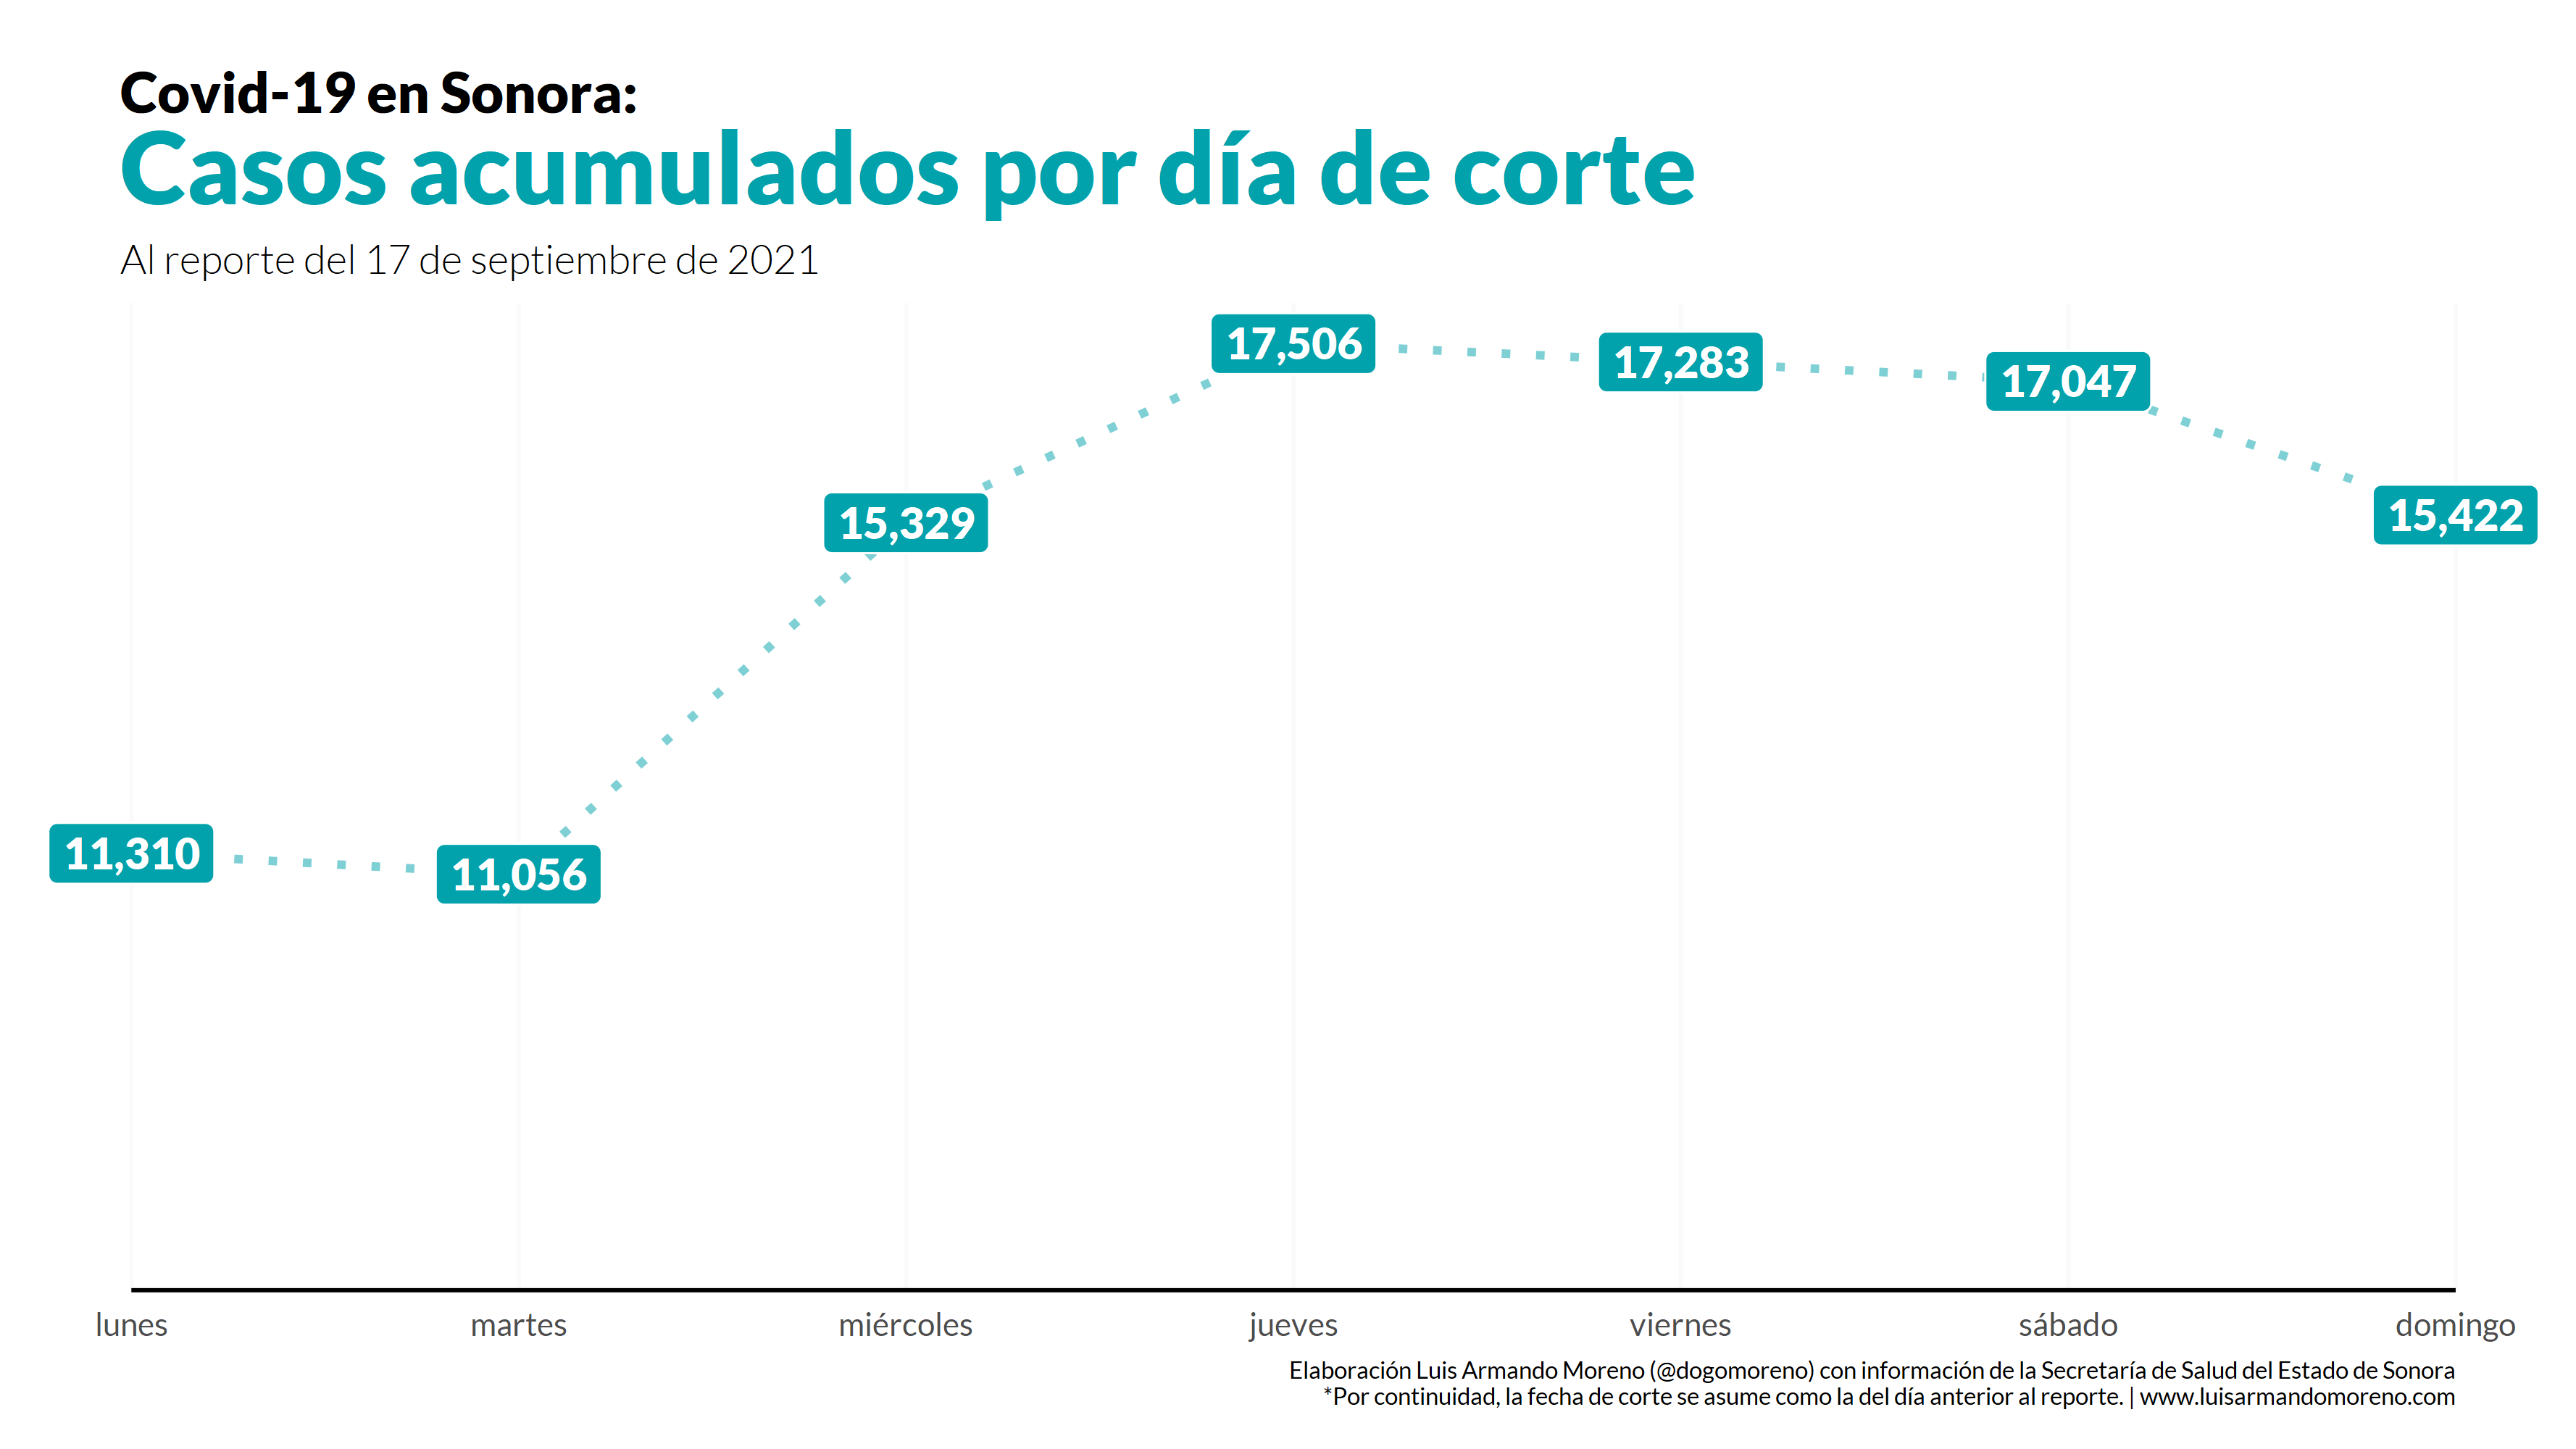 Covid-19 en Sonora:
Casos acumulados por día de corte
Al reporte del 17 de septiembre de 2021
17,506
17,283
17,047
15,329
15,422
11,310
11,056
lunes
martes
miércoles
jueves
viernes
sábado
domingo
Elaboración Luis Armando Moreno (@dogomoreno) con información de la Secretaría de Salud del Estado de Sonora
*Por continuidad, la fecha de corte se asume como la del día anterior al reporte. | www.luisarmandomoreno.com